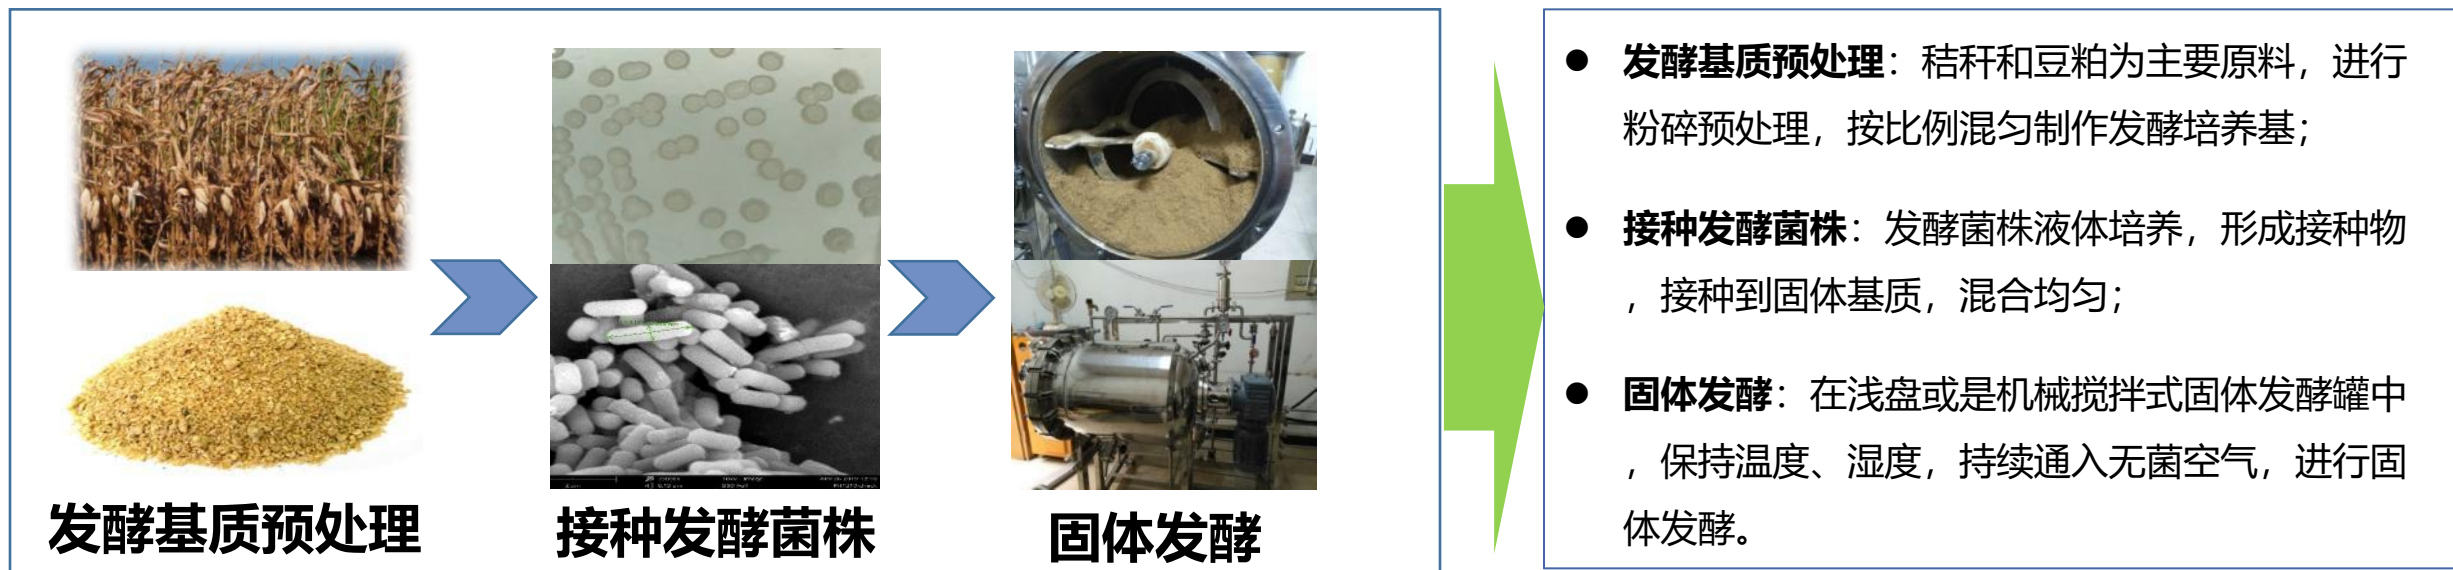 发酵基质预处理
接种发酵菌株
固体发酵
● 发酵基质预处理：秸秆和豆粕为主要原料，进行
粉碎预处理，按比例混匀制作发酵培养基；
● 接种发酵菌株：发酵菌株液体培养，形成接种物
，接种到固体基质，混合均匀；
● 固体发酵：在浅盘或是机械搅拌式固体发酵罐中
，保持温度、湿度，持续通入无菌空气，进行固
体发酵。